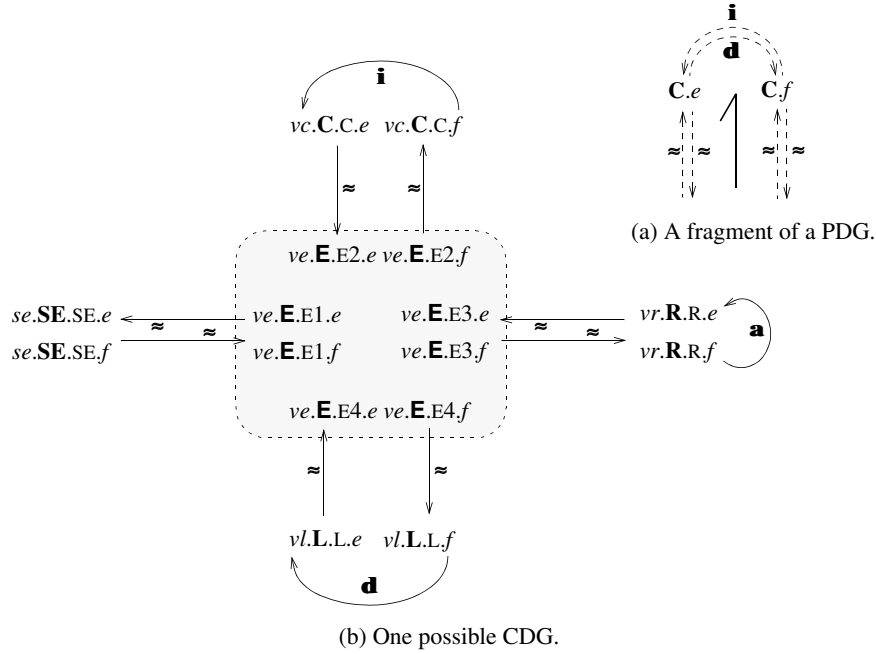 i
d
C.e C.f
≈ ≈ ≈ ≈
(a) A fragment of a PDG.
i
vc.C.C.e vc.C.C.f
≈ ≈
ve.E.E2.e ve.E.E2.f
se.SE.SE.e ≈ ve.E.E1.e ve.E.E3.e ≈ vr.R.R.e
se.SE.SE.f ≈ ve.E.E1.f ve.E.E3.f ≈ vr.R.R.f
a
ve.E.E4.e ve.E.E4.f
≈ ≈
vl.L.L.e vl.L.L.f
d
(b) One possible CDG.